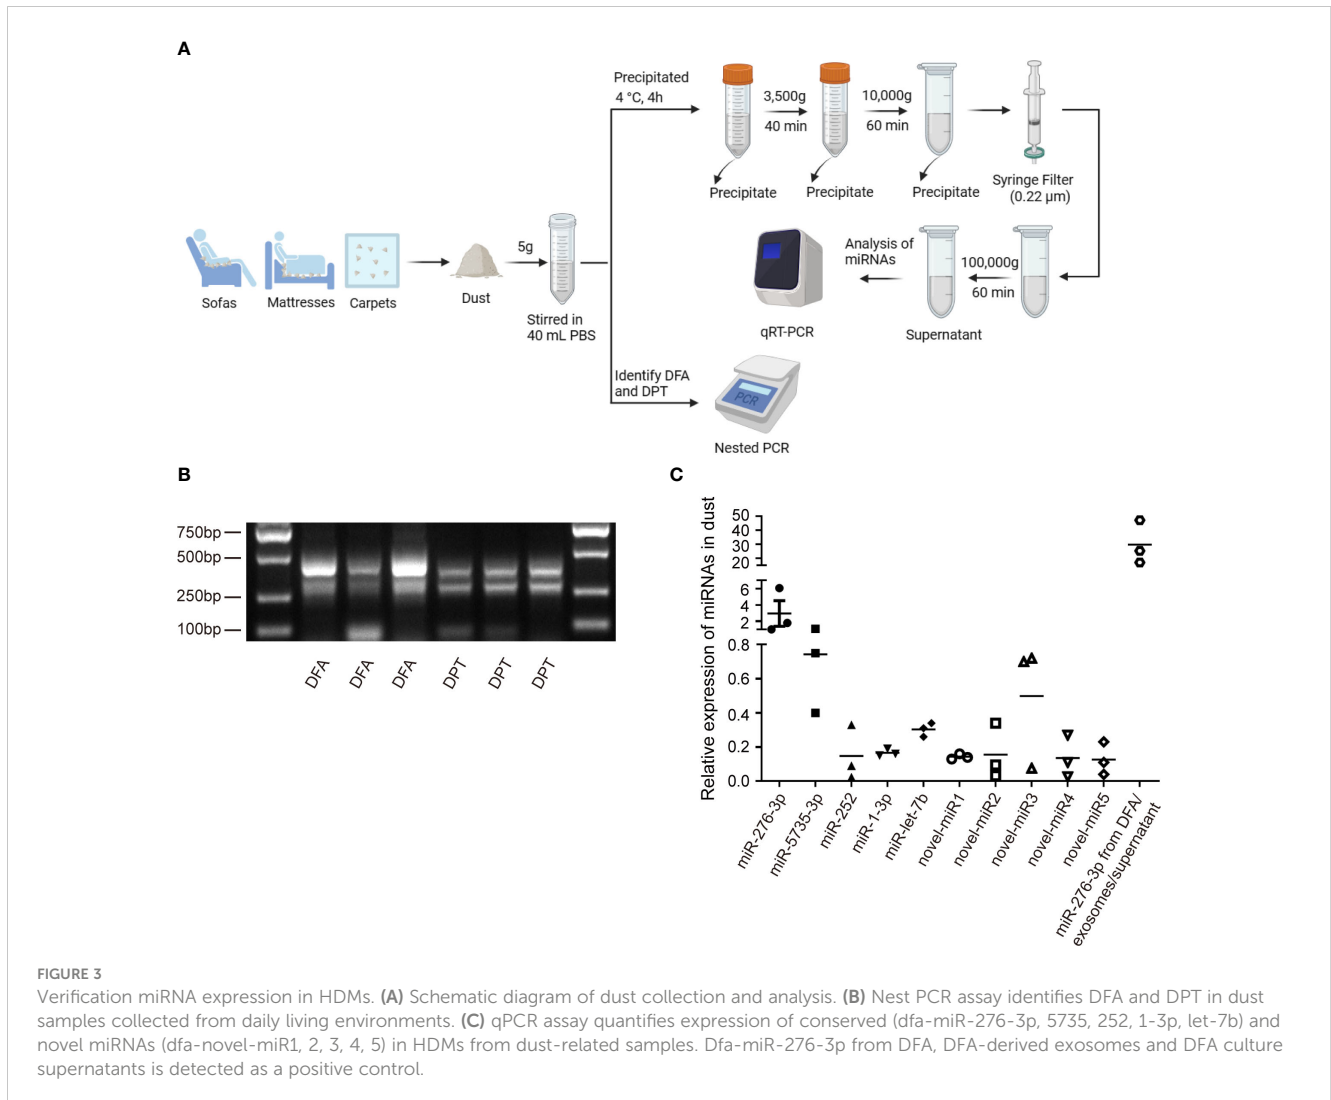 A
Precipitated
4 °C, 4h
3,500g
40 min
10,000g
60 min
Precipitate
Precipitate
Precipitate
Syringe Filter
(0.22 µm)
Sofas
Mattresses
Carpets
Dust
5g
Stirred in
40 mL PBS
qRT-PCR
Analysis of
miRNAs
Supernatant
100,000g
60 min
Identify DFA
and DPT
PCR
Nested PCR
B
750bp
500bp
250bp
100bp
DFA
DFA
DFA
DPT
DPT
DPT
C
Relative expression of miRNAs in dust
50
40
30
20
6
4
2
0.8
0.6
0.4
0.2
0.0
miR-276-3p
miR-5735-3p
miR-252
miR-1-3p
miR-let-7b
novel-miR1
novel-miR2
novel-miR3
novel-miR4
novel-miR5
miR-276-3p from DFA/
exosomes/supernatant
FIGURE 3
Verification miRNA expression in HDMs. (A) Schematic diagram of dust collection and analysis. (B) Nest PCR assay identifies DFA and DPT in dust
samples collected from daily living environments. (C) qPCR assay quantifies expression of conserved (dfa-miR-276-3p, 5735, 252, 1-3p, let-7b) and
novel miRNAs (dfa-novel-miR1, 2, 3, 4, 5) in HDMs from dust-related samples. Dfa-miR-276-3p from DFA, DFA-derived exosomes and DFA culture
supernatants is detected as a positive control.